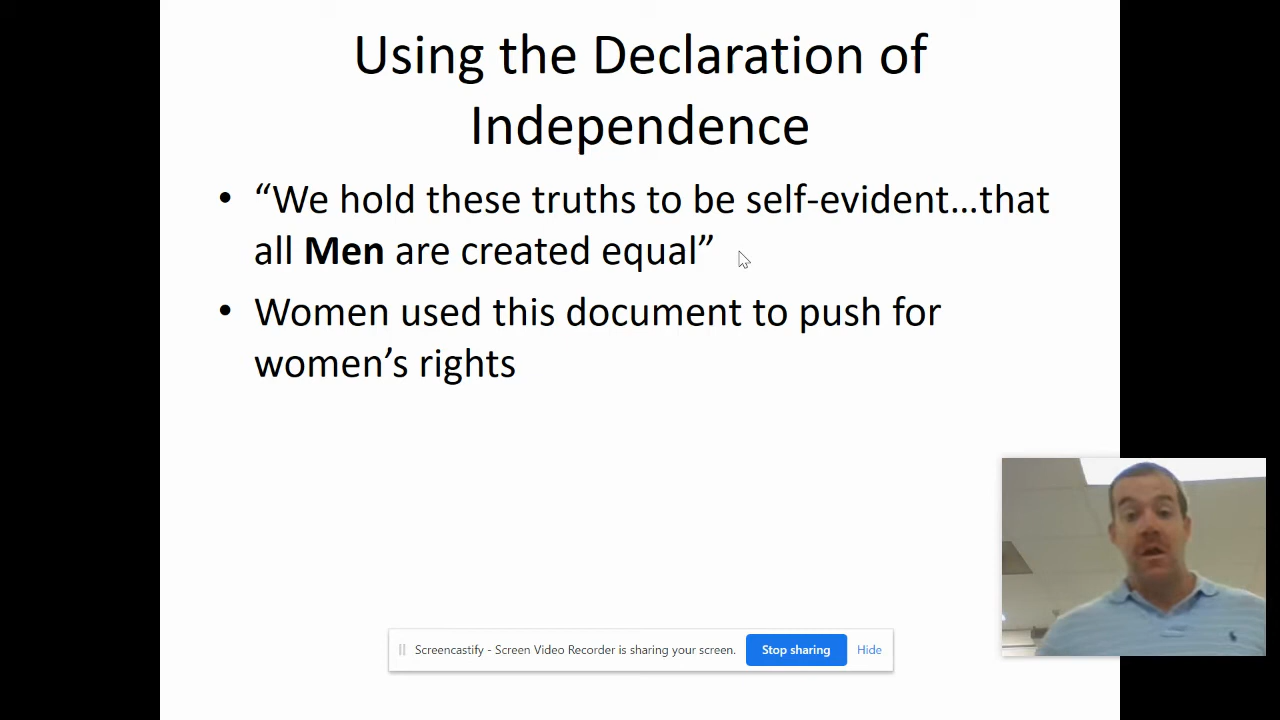 Using the Declaration of
Independence
• “We hold these truths to be self-evident...that
all Men are created equal”
• Women used this document to push for
women’s rights
Screencastify - Screen Video Recorder is sharing your screen.
Stop sharing
Hide